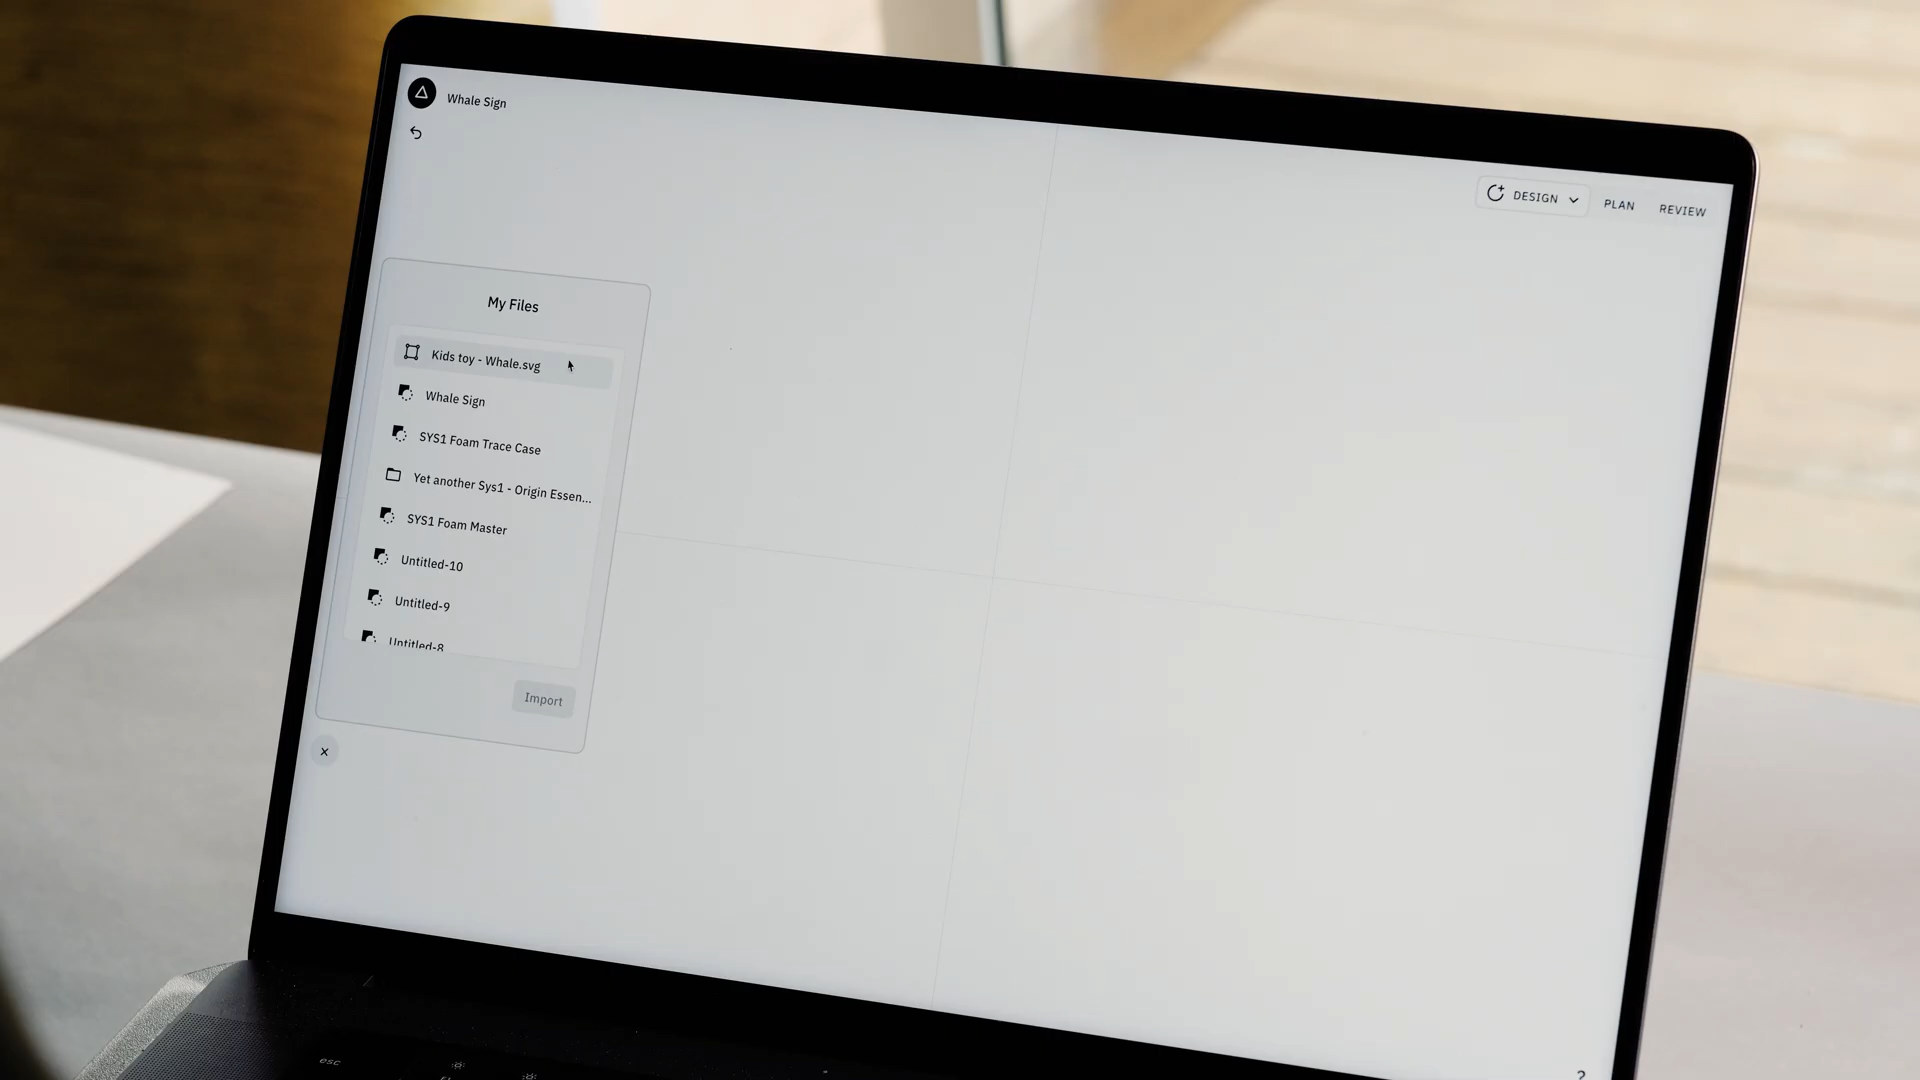 Whale Sign
DESIGN
PLAN
REVIEW
My Files
Kids toy - Whale.svg
Whale Sign
SYS1 Foam Trace Case
Yet another Sys1 - Origin Essen...
SYS1 Foam Master
Untitled-10
Untitled-9
Untitled-8
Import
?
esc